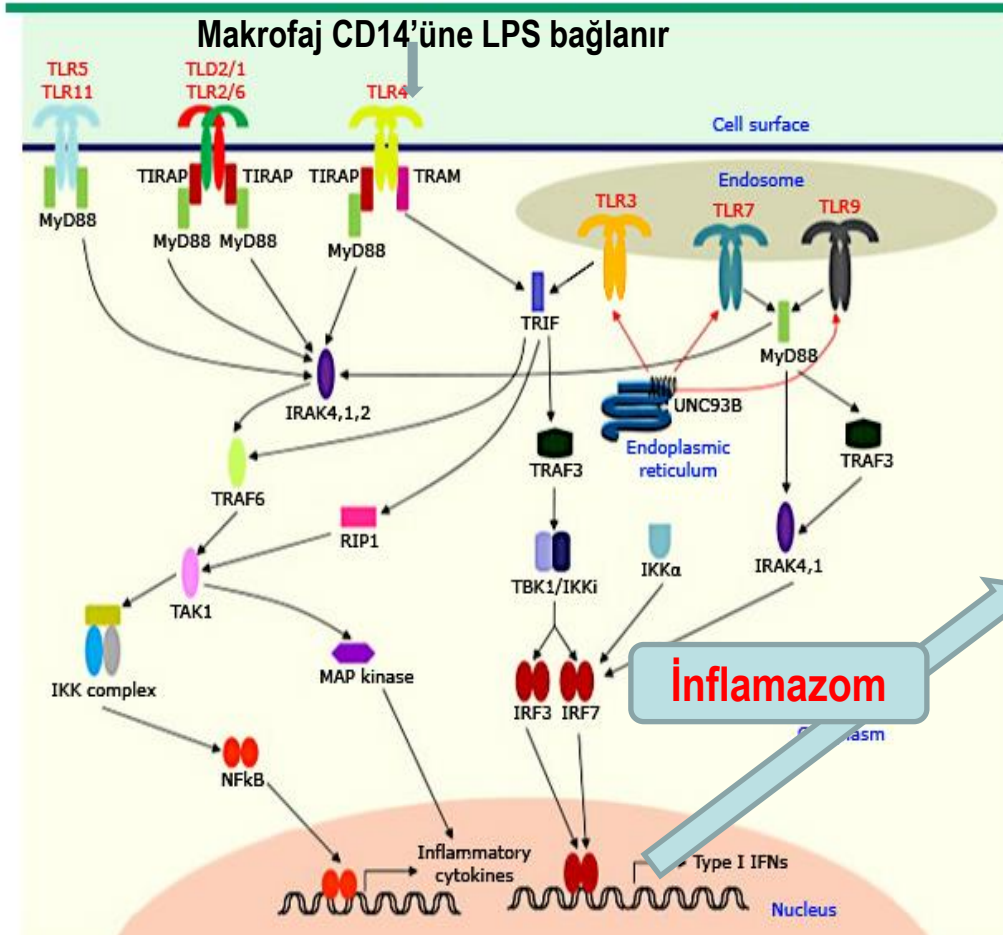 Makrofaj CD14'üne LPS bağlanır
TLR5
TLR11
TLD2/1
TLR2/6
TLR4
Cell surface
TIRAP
TIRAP
TIRAP
TRAM
Endosome
TLR3
TLR7
TLR9
MyD88
MyD88
MyD88
MyD88
TRIF
MyD88
IRAK4,1,2
UNC93B
Endoplasmic
reticulum
TRAF3
TRAF3
TRAF6
RIP1
TBK1/IKKi
IKKα
IRAK4,1
TAK1
IKK complex
MAP kinase
İnflamazom
IRF3
IRF7
NFkB
Inflammatory
cytokines
Type I IFNs
Nucleus